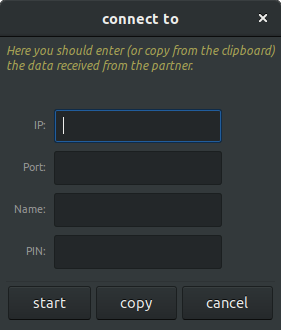 connect to
Here you should enter (or copy from the clipboard)
the data received from the partner.
IP:
Port:
Name:
PIN:
start
copy
cancel